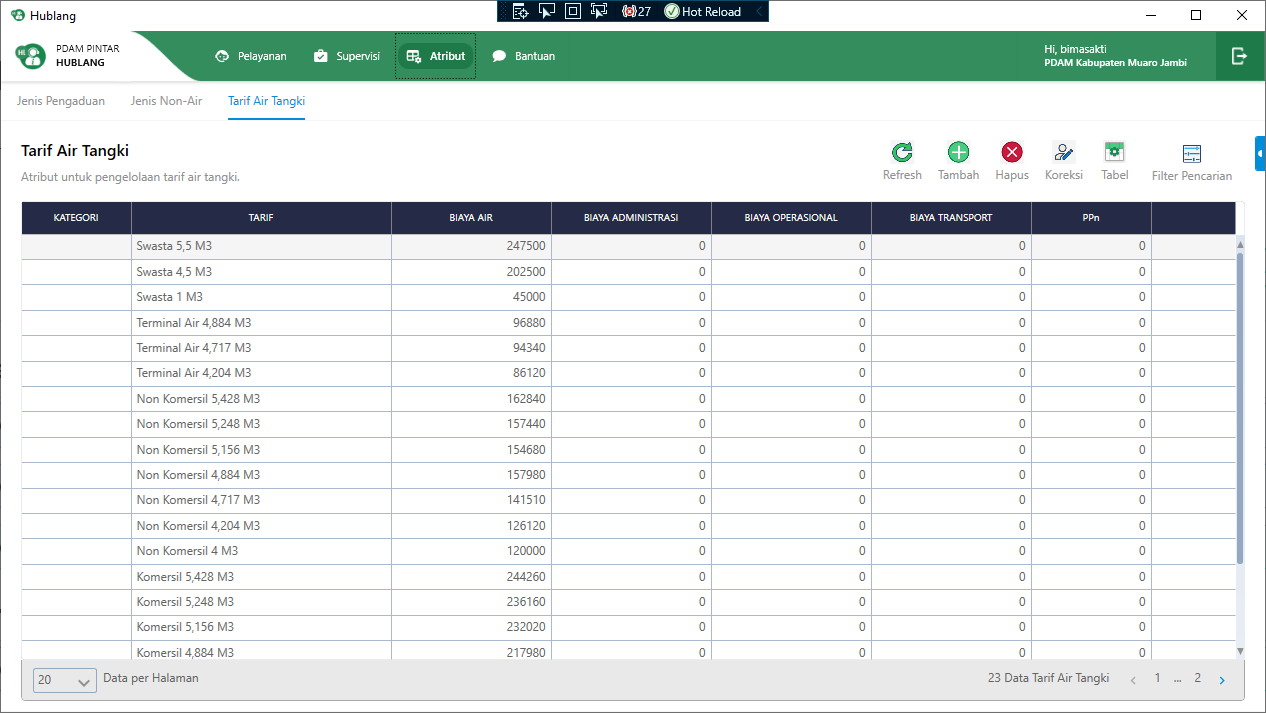 Hublang
27
Hot Reload
PDAM PINTAR
HUBLANG
Pelayanan
Supervisi
Atribut
Bantuan
Hi, bimasakti
PDAM Kabupaten Muaro Jambi
Jenis Pengaduan
Jenis Non-Air
Tarif Air Tangki
Tarif Air Tangki
Atribut untuk pengelolaan tarif air tangki.
Refresh
Tambah
Hapus
Koreksi
Tabel
Filter Pencarian
KATEGORI TARIF BIAYA AIR BIAYA ADMINISTRASI BIAYA OPERASIONAL BIAYA TRANSPORT PPn
Swasta 5,5 M3 247500 0 0 0 0
Swasta 4,5 M3 202500 0 0 0 0
Swasta 1 M3 45000 0 0 0 0
Terminal Air 4,884 M3 96880 0 0 0 0
Terminal Air 4,717 M3 94340 0 0 0 0
Terminal Air 4,204 M3 86120 0 0 0 0
Non Komersil 5,428 M3 162840 0 0 0 0
Non Komersil 5,248 M3 157440 0 0 0 0
Non Komersil 5,156 M3 154680 0 0 0 0
Non Komersil 4,884 M3 157980 0 0 0 0
Non Komersil 4,717 M3 141510 0 0 0 0
Non Komersil 4,204 M3 126120 0 0 0 0
Non Komersil 4 M3 120000 0 0 0 0
Komersil 5,428 M3 244260 0 0 0 0
Komersil 5,248 M3 236160 0 0 0 0
Komersil 5,156 M3 232020 0 0 0 0
Komersil 4,884 M3 217980 0 0 0 0
20 Data per Halaman
23 Data Tarif Air Tangki
1 ... 2